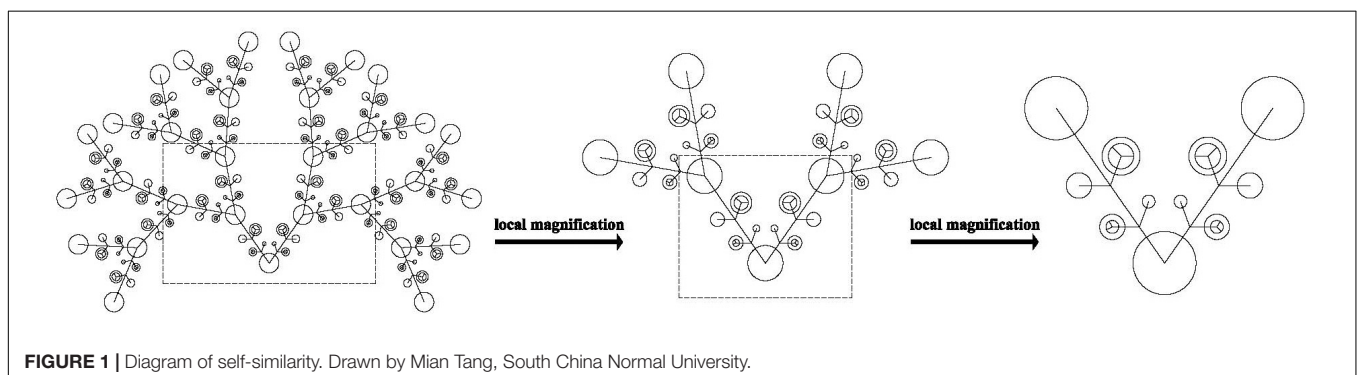 local magnification
local magnification
FIGURE 1 | Diagram of self-similarity. Drawn by Mian Tang, South China Normal University.